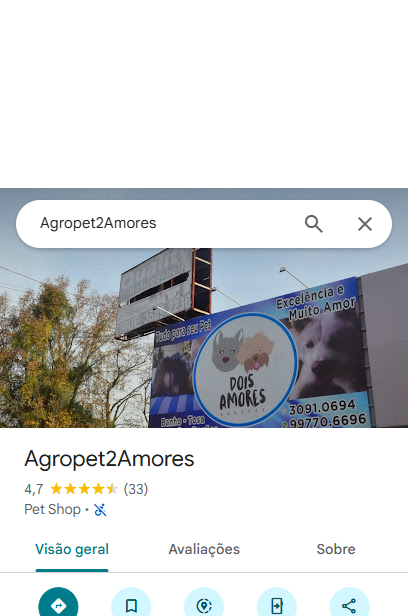 Agropet2Amores
Tudo para seu Pet
Excelência e
Muito Amor
DOIS
AMORES
AGROPET
3091.0694
99770.6696
Banho - Tosa
Agropet2Amores
4,7 (33)
Pet Shop •
Visão geral Avaliações Sobre